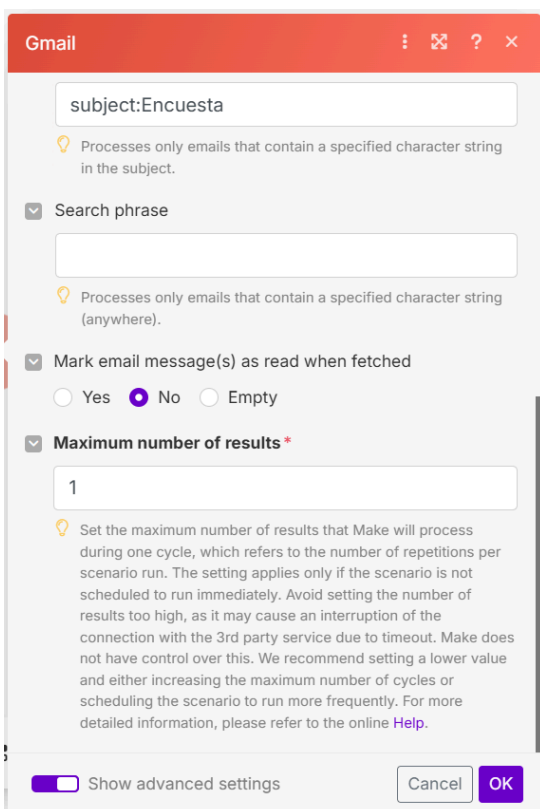 Gmail
subject:Encuesta
Processes only emails that contain a specified character string
in the subject.
Search phrase
Processes only emails that contain a specified character string
(anywhere).
Mark email message(s) as read when fetched
Yes No Empty
Maximum number of results *
1
Set the maximum number of results that Make will process
during one cycle, which refers to the number of repetitions per
scenario run. The setting applies only if the scenario is not
scheduled to run immediately. Avoid setting the number of
results too high, as it may cause an interruption of the
connection with the 3rd party service due to timeout. Make does
not have control over this. We recommend setting a lower value
and either increasing the maximum number of cycles or
scheduling the scenario to run more frequently. For more
detailed information, please refer to the online Help.
Show advanced settings Cancel OK